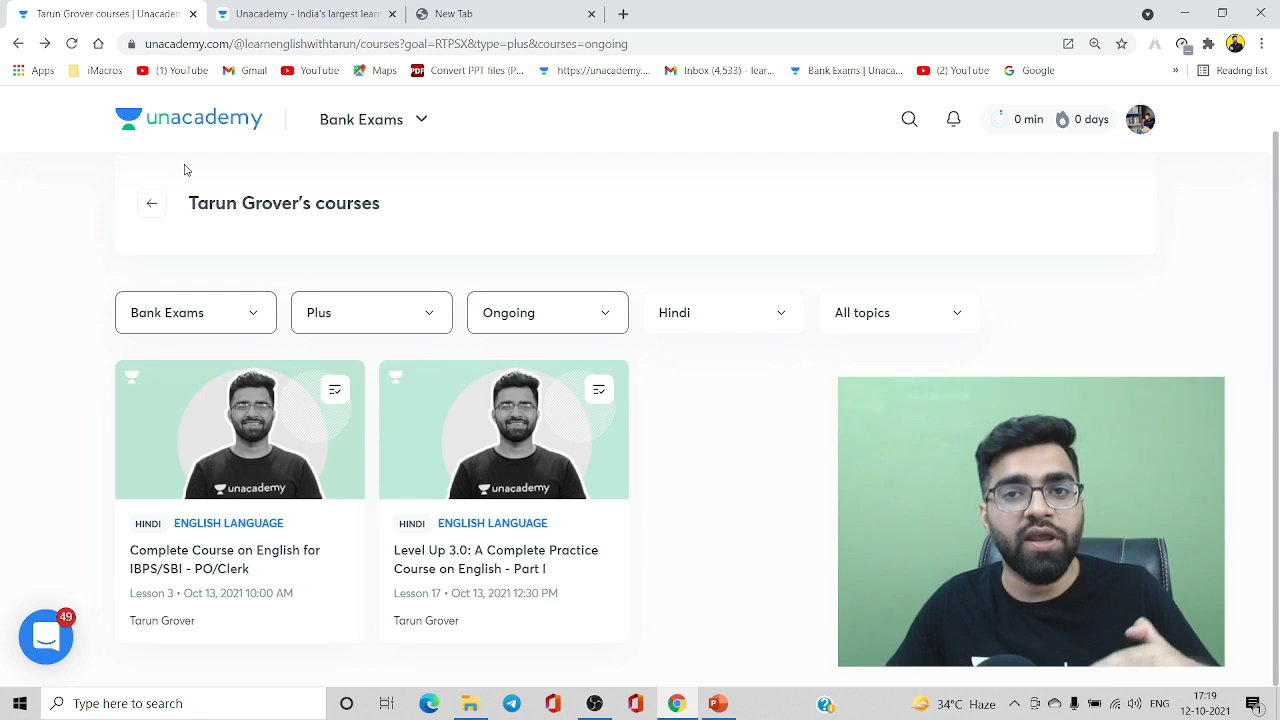 Tarun Grover courses | Unacad
Unacademy - India's largest learn
New Tab
unacademy.com/@learnenglishwithtarun/courses?goal=RTPSX&type=plus&courses=ongoing
Apps
iMacros
(1) YouTube
Gmail
YouTube
Maps
Convert PPT files (P...
https://unacademy....
Inbox (4,533) - lear...
Bank Exams | Unaca...
(2) YouTube
Google
»
Reading list
unacademy
Bank Exams
0 min
0 days
Tarun Grover's courses
Bank Exams
Plus
Ongoing
Hindi
All topics
unacademy
unacademy
HINDI ENGLISH LANGUAGE
Complete Course on English for
IBPS/SBI - PO/Clerk
Lesson 3 • Oct 13, 2021 10:00 AM
Tarun Grover
HINDI ENGLISH LANGUAGE
Level Up 3.0: A Complete Practice
Course on English - Part I
Lesson 17 • Oct 13, 2021 12:30 PM
Tarun Grover
49
Type here to search
34°C Haze
ENG
17:19
12-10-2021
1